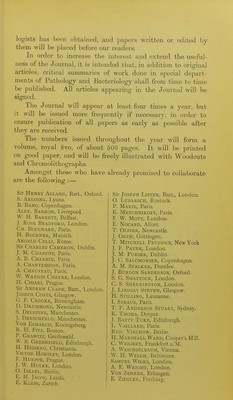 logists has been obtained, and papers written or edited by
them will be placed before our readers.
In order to increase the interest and extend the useful-
ness of the Journal, it is intended that, in addition to original
articles, critical summaries of work done in special depart-
ments of Pathology and Bacteriology shall from time to time
be published. All articles appearing in the Journal will be
signed.
The Journal will appear at least four times a year, but
it will be issued more frequently if necessary, in order to
ensure publication of all papers as early as possible after
they are received.
The numbers issued throughout the year will form a
volume, royal 8vo, of about 500 pages. It will be printed
on good paper, and will be freely illustrated with Woodcuts
and Chromolithographs.
Amongst those who have already promised to collaborate
are the following :—
Sir Henry Acland, Bart., Oxford.
S. Arloing, Lyons.
B. Bang, Copenhagen.
Alex. Barron, Liverpool
W. H. Barrett, Belfast.
J. Rose Bradford, London.
Ch. Bouchard, Paris.
H. Buchner, Munich.
Angelo Celli, Rome.
Sir Charles Cameron, Dublin.
J. M. Charcot, Paris.
A. B. Charrin, Paris.
A. Chantemesse, Paris.
A. Chauveau, Paris.
W. Watson Cheyne, London.
H. Chiari, Prague.
Sir Andrew Clark, Bart., London.
Joseph Coats, Glasgow.
G. F. Crooke, Birmingham.
J. Dreschfeld, Manchester.
Von Dunarco, Koenigsberg.
R. H. Fitz, Boston.
P. Grawitz, Greifswald.
W. S. Greenfield, Edinburgh.
H. Heiberg, Christiania.
Victor Horsley, London.
F. Hueppe, Prague.
J. W. Hulke, London.
O. Israel, Berlin.
E. H. Jacob, Leeds.
E. Klebs, Zurich.
Sir Joseph Lister, Bart., London.
O. Lubarsch, Rostock
P. Marie, Paris.
E. Metchnikoff, Paris.
F. W. Mott, London.
E. Nocard, Alfort.
T. Oliver, Newcastle.
J. Orth, Göttingen.
T. Mitchell Prudden, New York
J. F. Payne, London.
J. M. Purser, Dublin.
J. C. Salomonsen, Copenhagen.
A. M. Stalker, Dundee.
J. Burdon Sanderson, Oxford.
S. G. Shattock, London.
C. S. Sherrington, London.
J. Lindsay Steven, Glasgow.
H. Stilling, Lausanne.
I. Straus, Paris.
T. P. Anderson Stuart, Sydney.
R. Thoma, Dorpat.
J. Batty Tuke, Edinburgh.
L. Vaillard, Paris.
Rud. Virchow, Berlin.
H. Marshall Ward, Cooper's Hill.
C. Weigert, Frankfort a.M.
A. Weichselbaum, Vienna.
W. H. Welch, Baltimore.
Samuel Wilks, London.
A. E. Wright, London.
Von Zenker, Erlangen.
E. Ziegler, Freiburg.